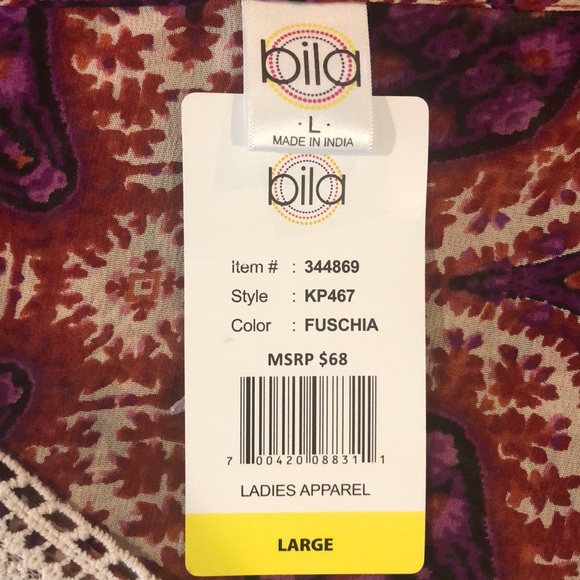 bila
· L ·
MADE IN INDIA
bila
Item # : 344869
Style : KP467
Color : FUSCHIA
MSRP $68
7 00420 08831 1
LADIES APPAREL
LARGE